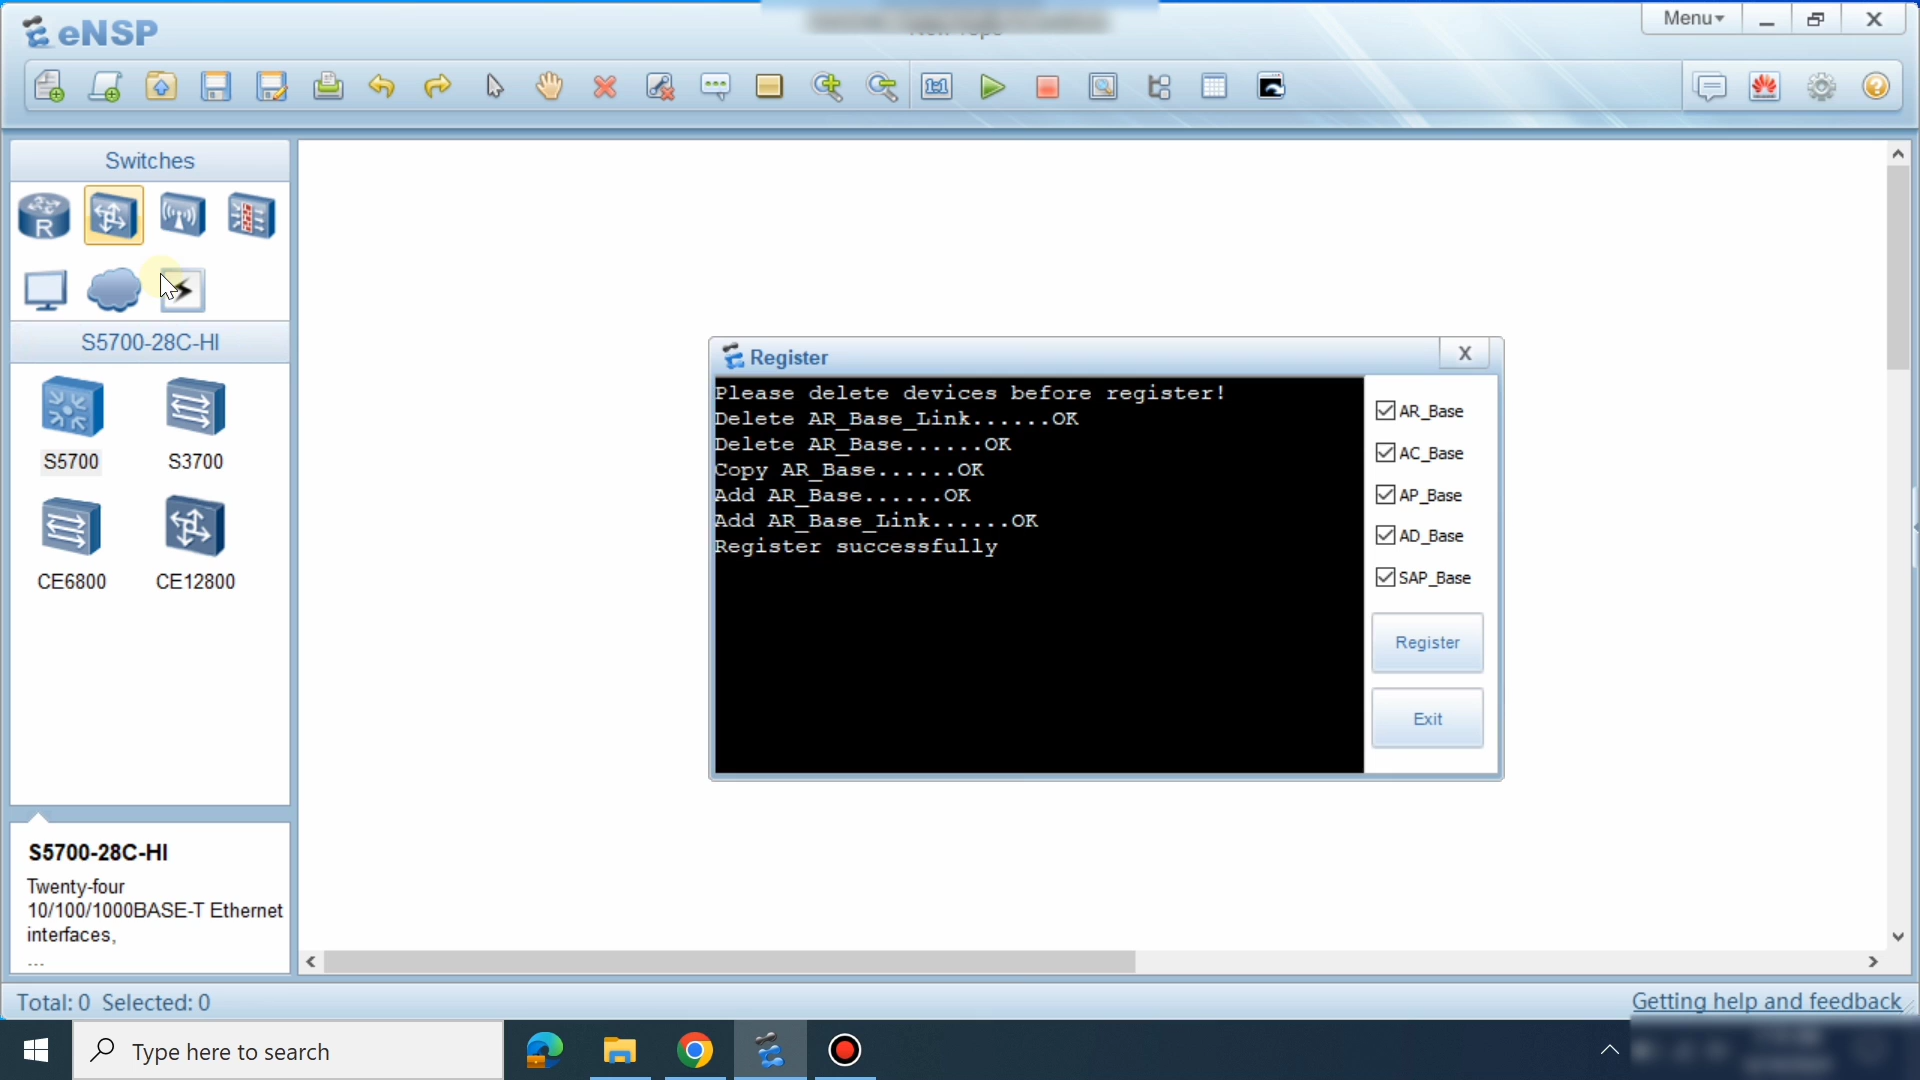 eNSP
Menu
1:1
Switches
R
S5700-28C-HI
S5700
S3700
CE6800
CE12800
S5700-28C-HI
Twenty-four
10/100/1000BASE-T Ethernet
interfaces,
...
Register
X
Please delete devices before register!
Delete AR_Base_Link......OK
Delete AR_Base......OK
Copy AR_Base......OK
Add AR_Base......OK
Add AR_Base_Link......OK
Register successfully
AR_Base
AC_Base
AP_Base
AD_Base
SAP_Base
Register
Exit
Total: 0 Selected: 0
Getting help and feedback
Type here to search